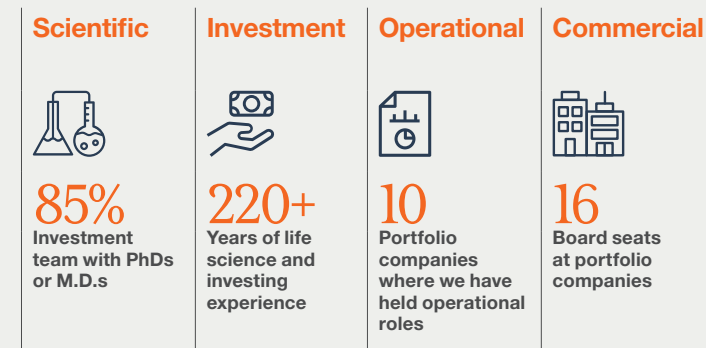 Scientific
85%
Investment
team with PhDs
or M.D.s
Investment
220+
Years of life
science and
investing
experience
Operational
10
Portfolio
companies
where we have
held operational
roles
Commercial
16
Board seats
at portfolio
companies